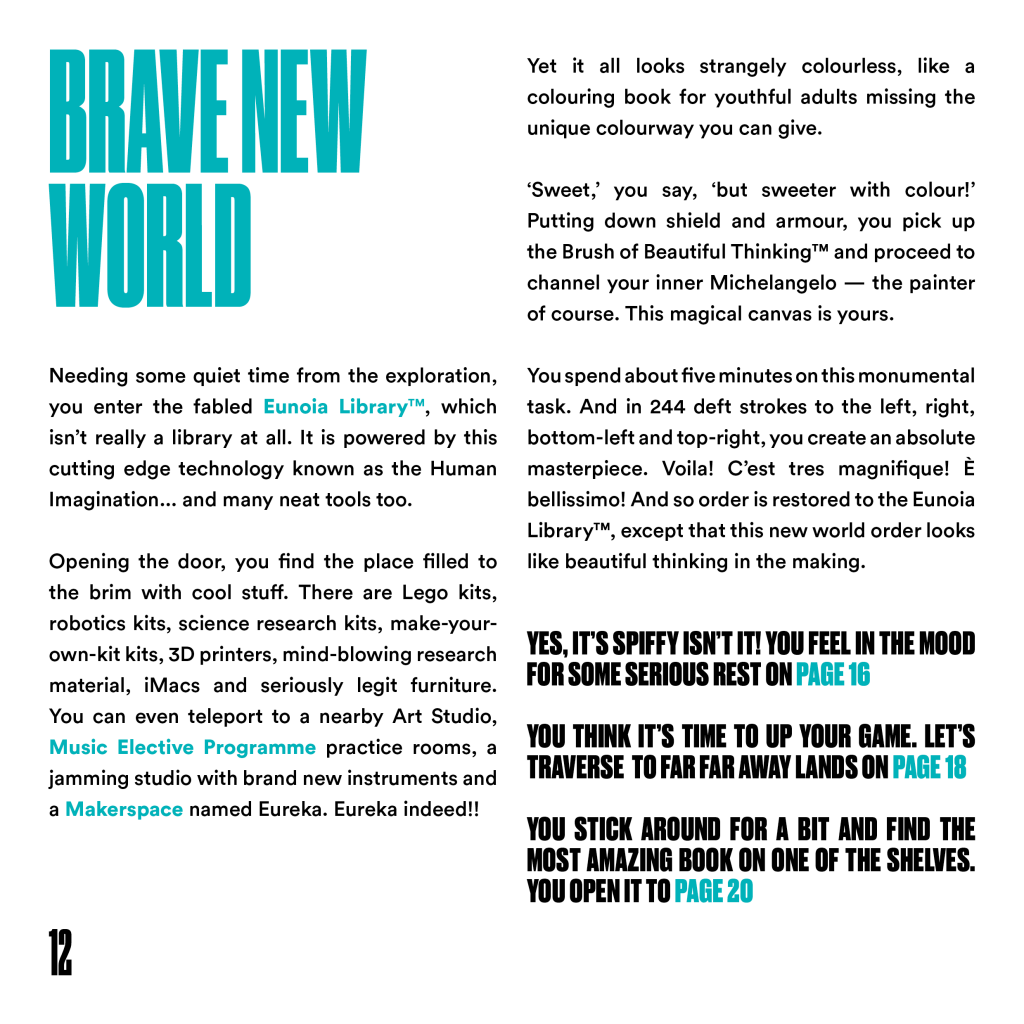 BRAVE NEW
WORLD
Needing some quiet time from the exploration,
you enter the fabled Eunoia Library™, which
isn’t really a library at all. It is powered by this
cutting edge technology known as the Human
Imagination... and many neat tools too.
Opening the door, you find the place filled to
the brim with cool stuff. There are Lego kits,
robotics kits, science research kits, make-your-
own-kit kits, 3D printers, mind-blowing research
material, iMacs and seriously legit furniture.
You can even teleport to a nearby Art Studio,
Music Elective Programme practice rooms, a
jamming studio with brand new instruments and
a Makerspace named Eureka. Eureka indeed!!
Yet it all looks strangely colourless, like a
colouring book for youthful adults missing the
unique colourway you can give.
‘Sweet,’ you say, ‘but sweeter with colour!’
Putting down shield and armour, you pick up
the Brush of Beautiful Thinking™ and proceed to
channel your inner Michelangelo — the painter
of course. This magical canvas is yours.
You spend about five minutes on this monumental
task. And in 244 deft strokes to the left, right,
bottom-left and top-right, you create an absolute
masterpiece. Voila! C’est tres magnifique! È
bellissimo! And so order is restored to the Eunoia
Library™, except that this new world order looks
like beautiful thinking in the making.
YES, IT’S SPIFFY ISN’T IT! YOU FEEL IN THE MOOD
FOR SOME SERIOUS REST ON PAGE 16
YOU THINK IT’S TIME TO UP YOUR GAME. LET’S
TRAVERSE TO FAR FAR AWAY LANDS ON PAGE 18
YOU STICK AROUND FOR A BIT AND FIND THE
MOST AMAZING BOOK ON ONE OF THE SHELVES.
YOU OPEN IT TO PAGE 20
12